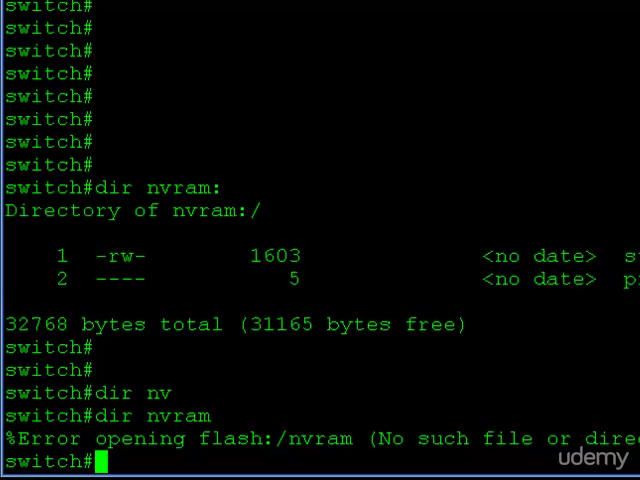 switch#
switch#
switch#
switch#
switch#
switch#
switch#
switch#
switch#dir nvram:
Directory of nvram:/
1 -rw- 1603 <no date> s
2 ---- 5 <no date> p
32768 bytes total (31165 bytes free)
switch#
switch#
switch#dir nv
switch#dir nvram
%Error opening flash:/nvram (No such file or dire
switch#
udemy